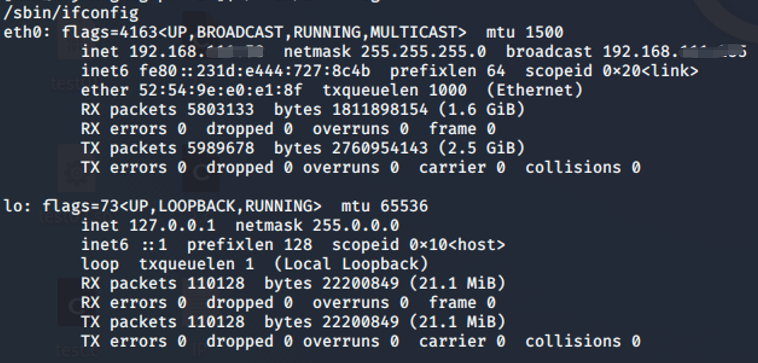 /sbin/ifconfig
eth0: flags=4163<UP,BROADCAST,RUNNING,MULTICAST>  mtu 1500
        inet 192.168.  netmask 255.255.255.0  broadcast 192.168.
        inet6 fe80::231d:e444:727:8c4b  prefixlen 64  scopeid 0×20<link>
        ether 52:54:9e:e0:e1:8f  txqueuelen 1000  (Ethernet)
        RX packets 5803133  bytes 1811898154 (1.6 GiB)
        RX errors 0  dropped 0  overruns 0  frame 0
        TX packets 5989678  bytes 2760954143 (2.5 GiB)
        TX errors 0  dropped 0 overruns 0  carrier 0  collisions 0

lo: flags=73<UP,LOOPBACK,RUNNING>  mtu 65536
        inet 127.0.0.1  netmask 255.0.0.0
        inet6 ::1  prefixlen 128  scopeid 0×10<host>
        loop  txqueuelen 1  (Local Loopback)
        RX packets 110128  bytes 22200849 (21.1 MiB)
        RX errors 0  dropped 0  overruns 0  frame 0
        TX packets 110128  bytes 22200849 (21.1 MiB)
        TX errors 0  dropped 0 overruns 0  carrier 0  collisions 0